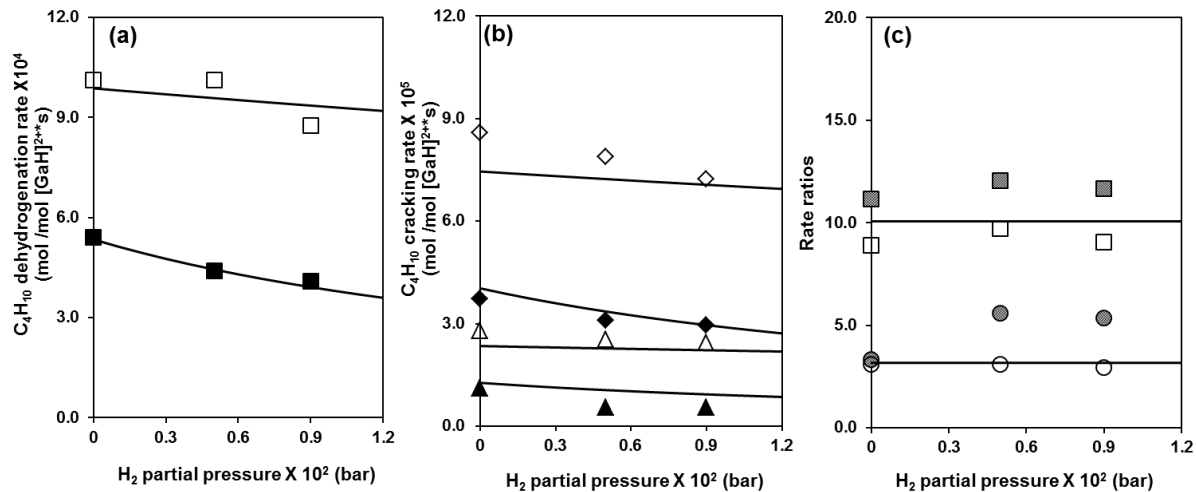 (a)
C₄H₁₀ dehydrogenation rate X10⁴
(mol /mol [GaH]²⁺*s)
12.0
9.0
6.0
3.0
0.0
0 0.3 0.6 0.9 1.2
H₂ partial pressure X 10² (bar)
(b)
C₄H₁₀ cracking rate X 10⁵
(mol /mol [GaH]²⁺*s)
12.0
9.0
6.0
3.0
0.0
0 0.3 0.6 0.9 1.2
H₂ partial pressure X 10² (bar)
(c)
Rate ratios
20.0
15.0
10.0
5.0
0.0
0 0.3 0.6 0.9 1.2
H₂ partial pressure X 10² (bar)